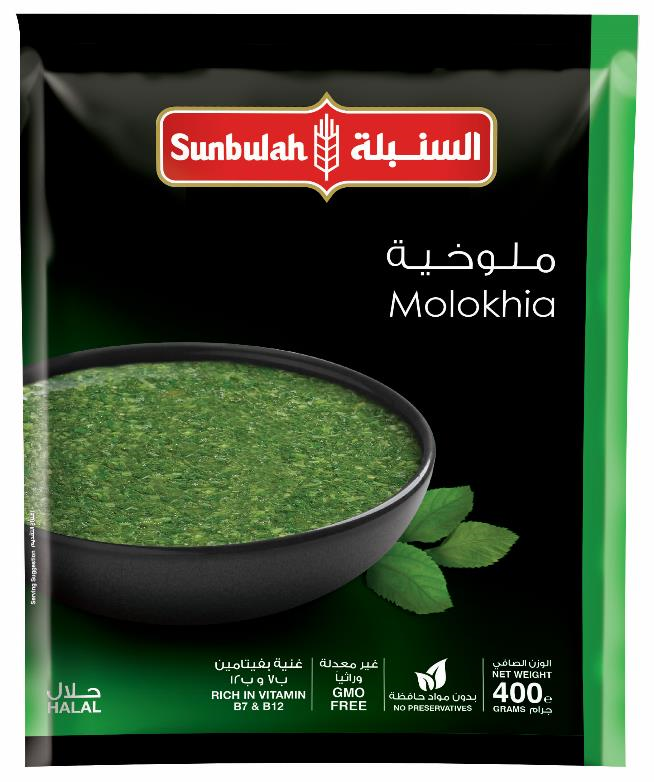 Sunbulah السنبلة
ملوخية
Molokhia
Serving Suggestion
غنية بفيتامين
ب٧ و ب١٢
RICH IN VITAMIN
B7 & B12
غير معدلة
وراثياً
GMO
FREE
بدون مواد حافظة
NO PRESERVATIVES
الوزن الصافي
NET WEIGHT
400e
GRAMS جرام
حلال
HALAL